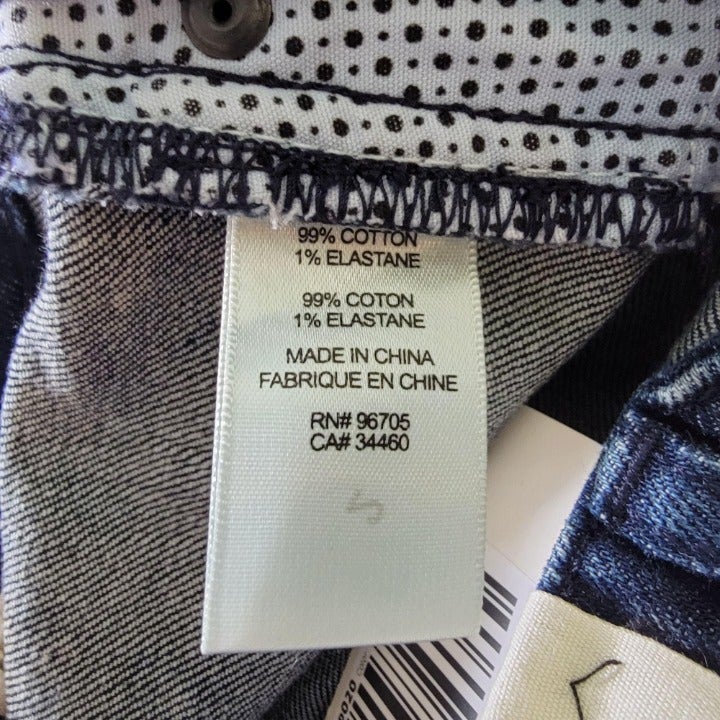 99% COTTON
1% ELASTANE
99% COTON
1% ELASTANE
MADE IN CHINA
FABRIQUE EN CHINE
RN# 96705
CA# 34460